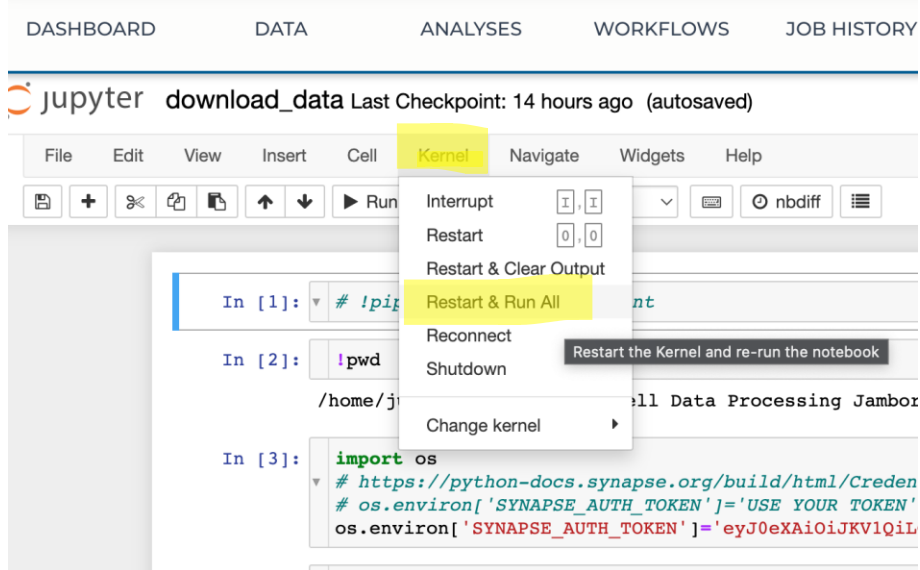 DASHBOARD DATA ANALYSES WORKFLOWS JOB HISTORY
jupyter download_data Last Checkpoint: 14 hours ago (autosaved)
File Edit View Insert Cell Kernel Navigate Widgets Help
Run nbdiff
Interrupt I,I
Restart 0,0
Restart & Clear Output
In [1]: # !pip Restart & Run All nt
Reconnect
Restart the Kernel and re-run the notebook
In [2]: !pwd
Shutdown
/home/ju ell Data Processing Jambor
Change kernel
In [3]: import os
# https://python-docs.synapse.org/build/html/Creden
# os.environ['SYNAPSE_AUTH_TOKEN']='USE YOUR TOKEN'
os.environ['SYNAPSE_AUTH_TOKEN']='eyJ0eXAiOiJKV1QiL